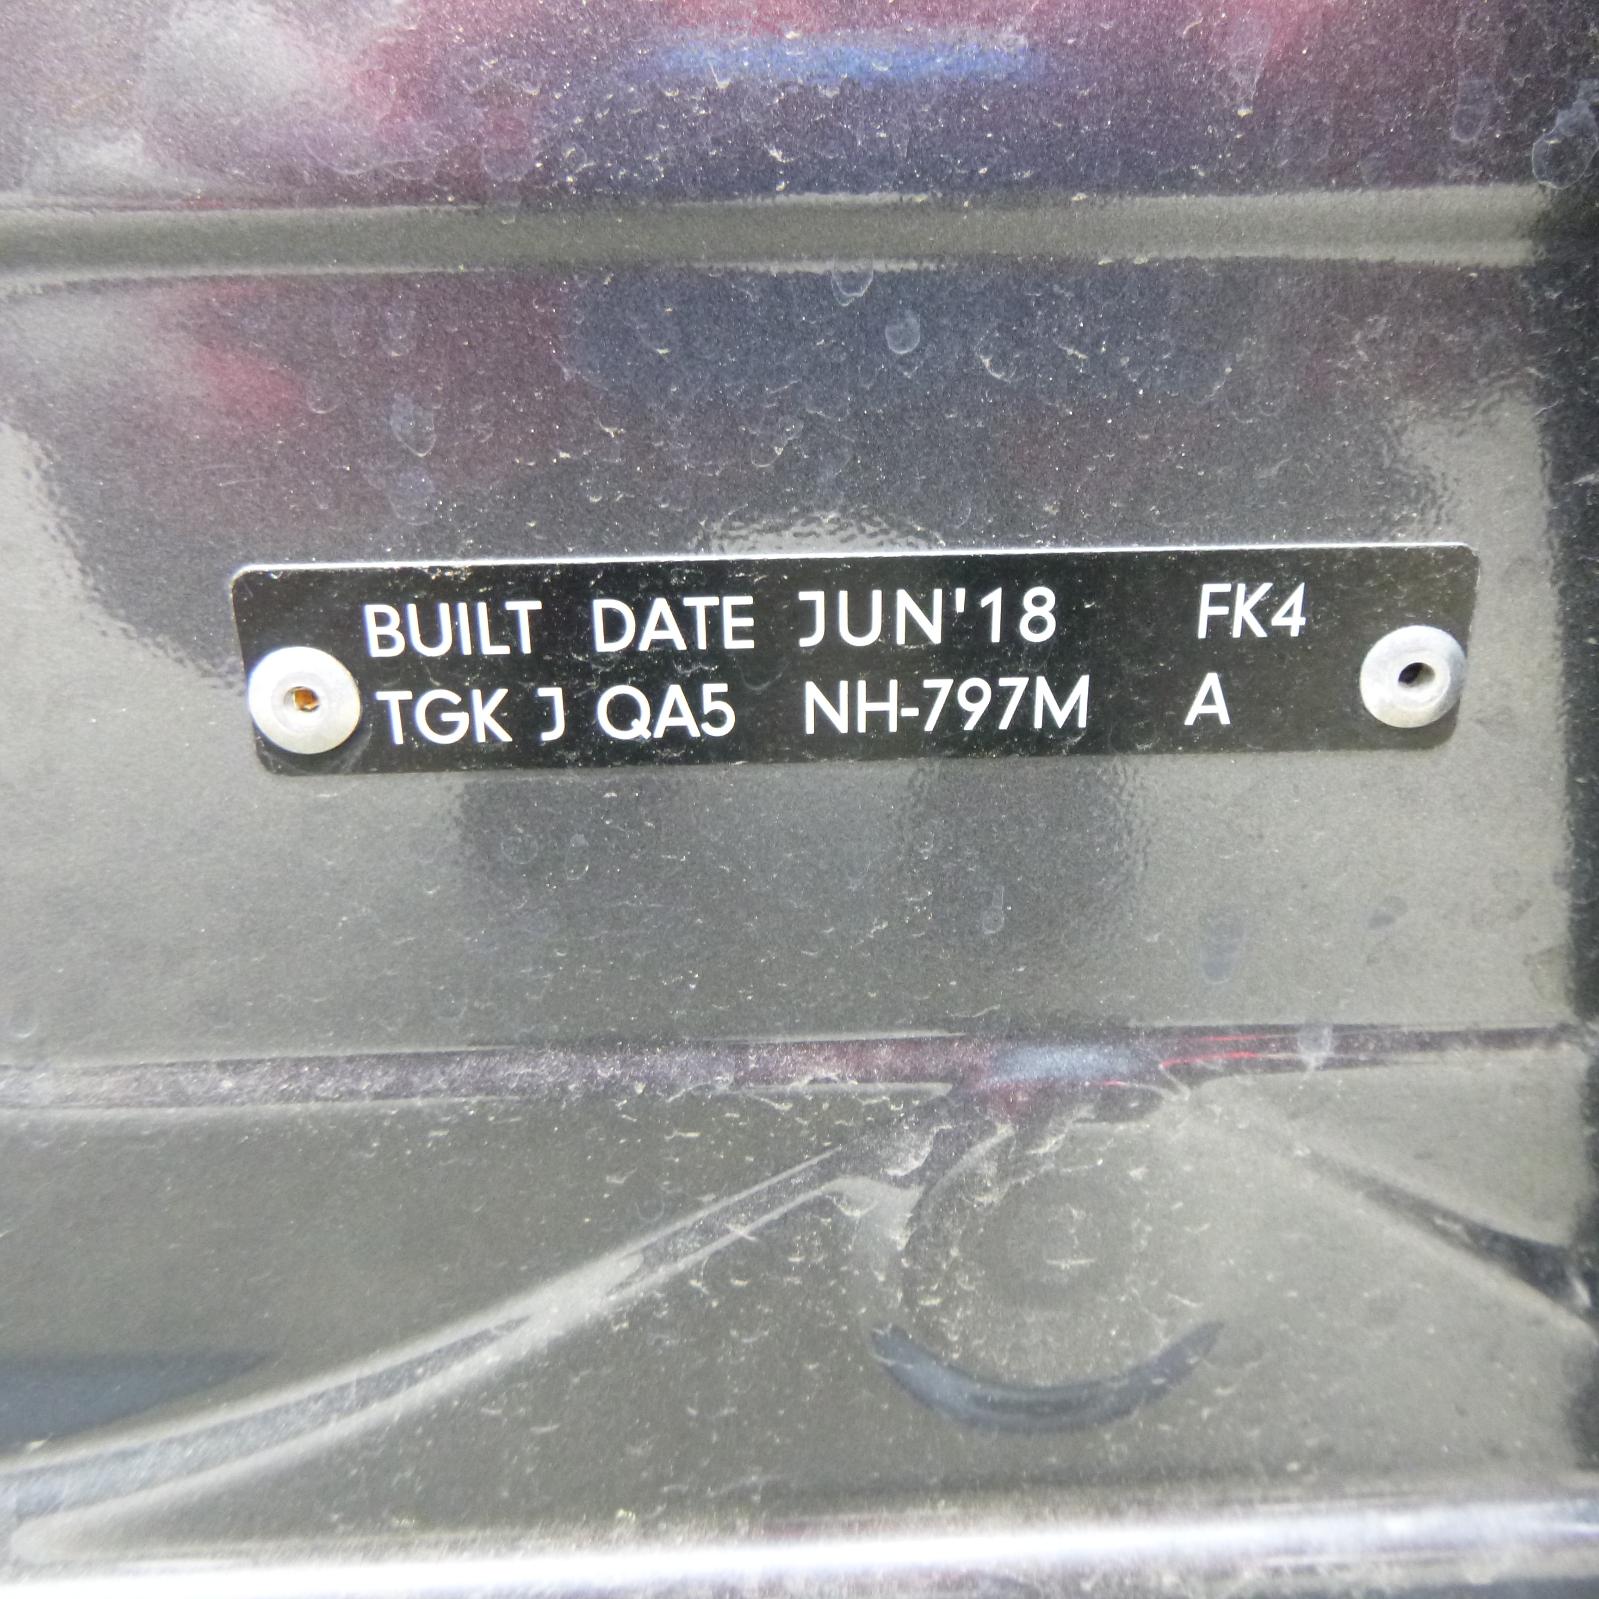 BUILT DATE JUN'18 FK4
TGK J QA5 NH-797M A